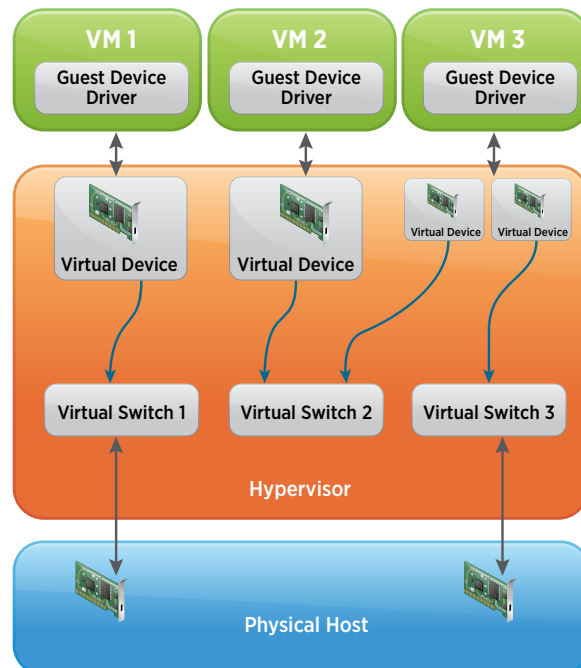 VM 1
Guest Device
Driver
VM 2
Guest Device
Driver
VM 3
Guest Device
Driver
Virtual Device
Virtual Device
Virtual Device
Virtual Device
Virtual Switch 1
Virtual Switch 2
Virtual Switch 3
Hypervisor
Physical Host